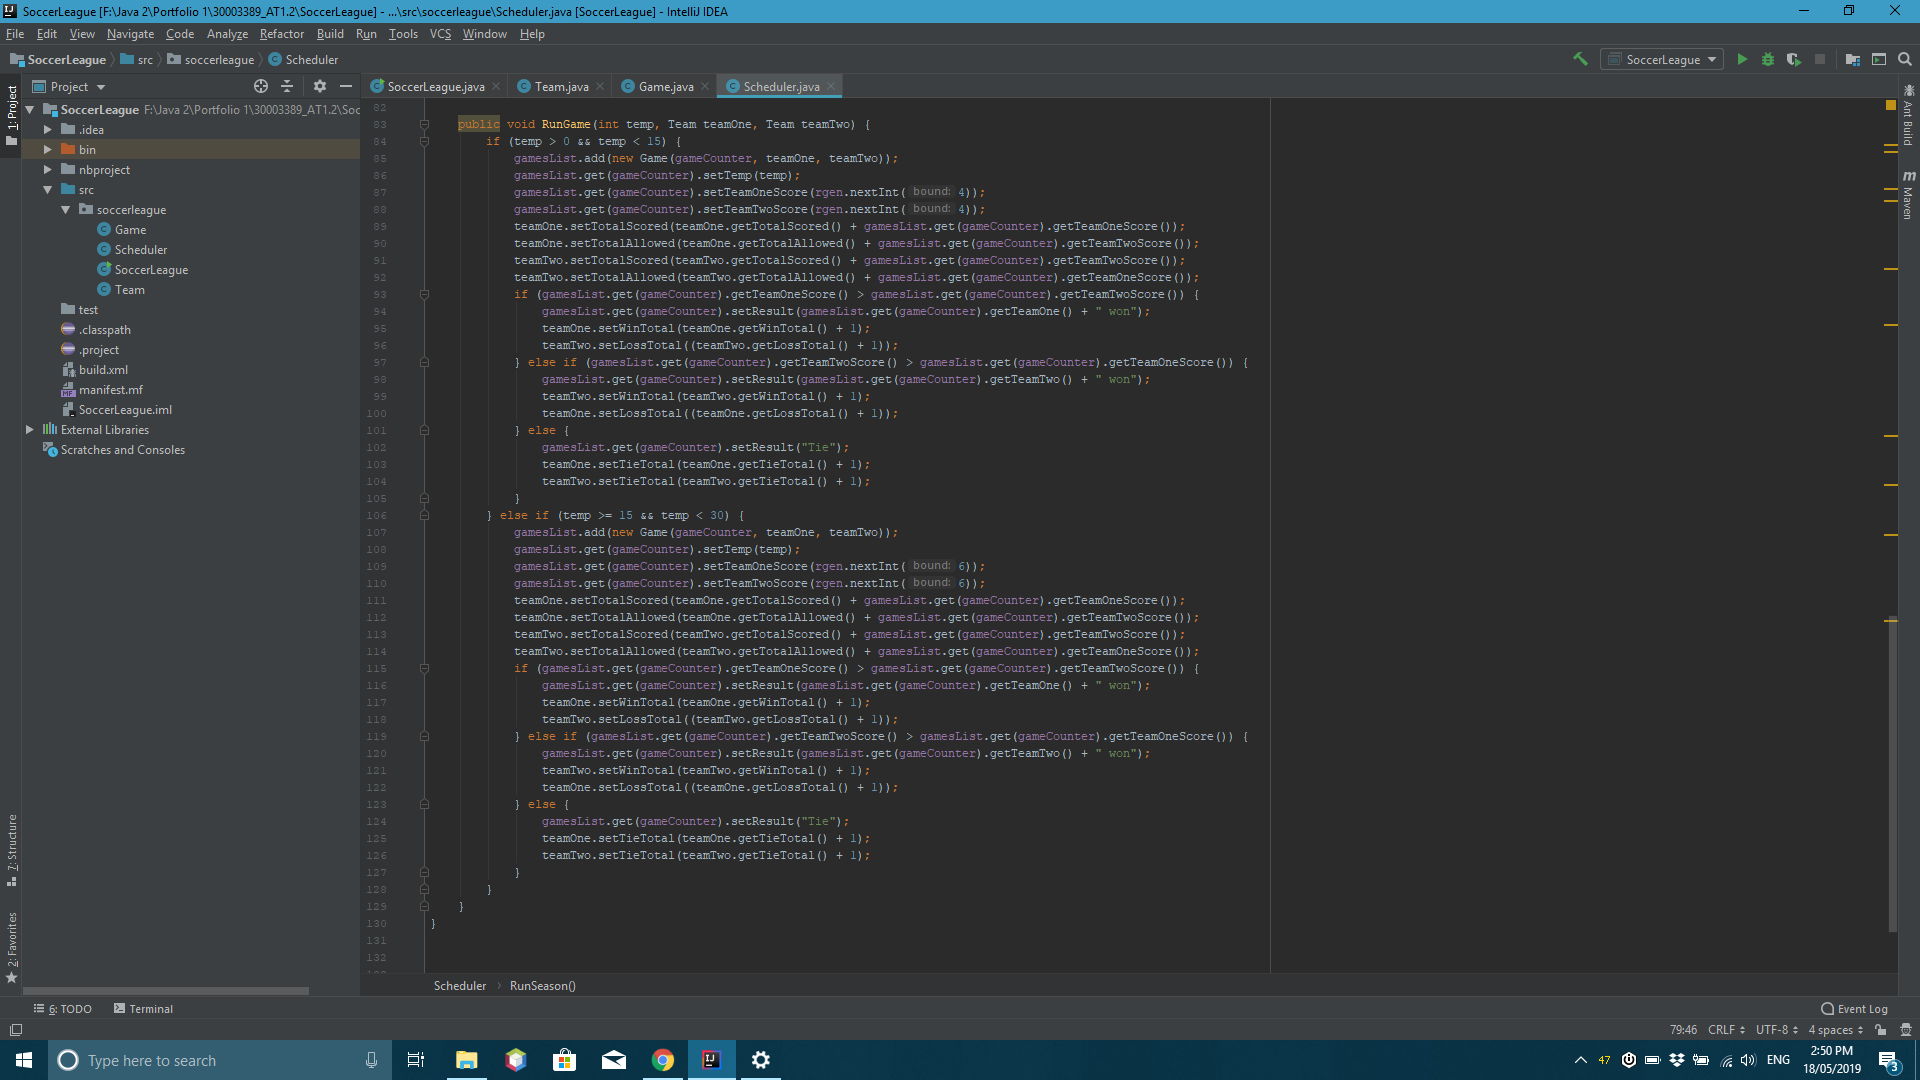 SoccerLeague [F:\Java 2\Portfolio 1\30003389_AT1.2\SoccerLeague] - ...\src\soccerleague\Scheduler.java [SoccerLeague] - IntelliJ IDEA
File Edit View Navigate Code Analyze Refactor Build Run Tools VCS Window Help
SoccerLeague src soccerleague Scheduler
SoccerLeague
Project
SoccerLeague.java Team.java Game.java Scheduler.java
1: Project
SoccerLeague F:\Java 2\Portfolio 1\30003389_AT1.2\Soc
.idea
bin
nbproject
src
soccerleague
Game
Scheduler
SoccerLeague
Team
test
.classpath
.project
build.xml
manifest.mf
SoccerLeague.iml
External Libraries
Scratches and Consoles
7: Structure
2: Favorites
82
83 public void RunGame(int temp, Team teamOne, Team teamTwo) {
84 if (temp > 0 && temp < 15) {
85 gamesList.add(new Game(gameCounter, teamOne, teamTwo));
86 gamesList.get(gameCounter).setTemp(temp);
87 gamesList.get(gameCounter).setTeamOneScore(rgen.nextInt( bound: 4));
88 gamesList.get(gameCounter).setTeamTwoScore(rgen.nextInt( bound: 4));
89 teamOne.setTotalScored(teamOne.getTotalScored() + gamesList.get(gameCounter).getTeamOneScore());
90 teamOne.setTotalAllowed(teamOne.getTotalAllowed() + gamesList.get(gameCounter).getTeamTwoScore());
91 teamTwo.setTotalScored(teamTwo.getTotalScored() + gamesList.get(gameCounter).getTeamTwoScore());
92 teamTwo.setTotalAllowed(teamTwo.getTotalAllowed() + gamesList.get(gameCounter).getTeamOneScore());
93 if (gamesList.get(gameCounter).getTeamOneScore() > gamesList.get(gameCounter).getTeamTwoScore()) {
94 gamesList.get(gameCounter).setResult(gamesList.get(gameCounter).getTeamOne() + " won");
95 teamOne.setWinTotal(teamOne.getWinTotal() + 1);
96 teamTwo.setLossTotal((teamTwo.getLossTotal() + 1));
97 } else if (gamesList.get(gameCounter).getTeamTwoScore() > gamesList.get(gameCounter).getTeamOneScore()) {
98 gamesList.get(gameCounter).setResult(gamesList.get(gameCounter).getTeamTwo() + " won");
99 teamTwo.setWinTotal(teamTwo.getWinTotal() + 1);
100 teamOne.setLossTotal((teamOne.getLossTotal() + 1));
101 } else {
102 gamesList.get(gameCounter).setResult("Tie");
103 teamOne.setTieTotal(teamOne.getTieTotal() + 1);
104 teamTwo.setTieTotal(teamTwo.getTieTotal() + 1);
105 }
106 } else if (temp >= 15 && temp < 30) {
107 gamesList.add(new Game(gameCounter, teamOne, teamTwo));
108 gamesList.get(gameCounter).setTemp(temp);
109 gamesList.get(gameCounter).setTeamOneScore(rgen.nextInt( bound: 6));
110 gamesList.get(gameCounter).setTeamTwoScore(rgen.nextInt( bound: 6));
111 teamOne.setTotalScored(teamOne.getTotalScored() + gamesList.get(gameCounter).getTeamOneScore());
112 teamOne.setTotalAllowed(teamOne.getTotalAllowed() + gamesList.get(gameCounter).getTeamTwoScore());
113 teamTwo.setTotalScored(teamTwo.getTotalScored() + gamesList.get(gameCounter).getTeamTwoScore());
114 teamTwo.setTotalAllowed(teamTwo.getTotalAllowed() + gamesList.get(gameCounter).getTeamOneScore());
115 if (gamesList.get(gameCounter).getTeamOneScore() > gamesList.get(gameCounter).getTeamTwoScore()) {
116 gamesList.get(gameCounter).setResult(gamesList.get(gameCounter).getTeamOne() + " won");
117 teamOne.setWinTotal(teamOne.getWinTotal() + 1);
118 teamTwo.setLossTotal((teamTwo.getLossTotal() + 1));
119 } else if (gamesList.get(gameCounter).getTeamTwoScore() > gamesList.get(gameCounter).getTeamOneScore()) {
120 gamesList.get(gameCounter).setResult(gamesList.get(gameCounter).getTeamTwo() + " won");
121 teamTwo.setWinTotal(teamTwo.getWinTotal() + 1);
122 teamOne.setLossTotal((teamOne.getLossTotal() + 1));
123 } else {
124 gamesList.get(gameCounter).setResult("Tie");
125 teamOne.setTieTotal(teamOne.getTieTotal() + 1);
126 teamTwo.setTieTotal(teamTwo.getTieTotal() + 1);
127 }
128 }
129 }
130 }
131
132
Ant Build
m Maven
Scheduler RunSeason()
6: TODO Terminal
Event Log
79:46 CRLF UTF-8 4 spaces
Type here to search
47 ENG
2:50 PM
18/05/2019
3